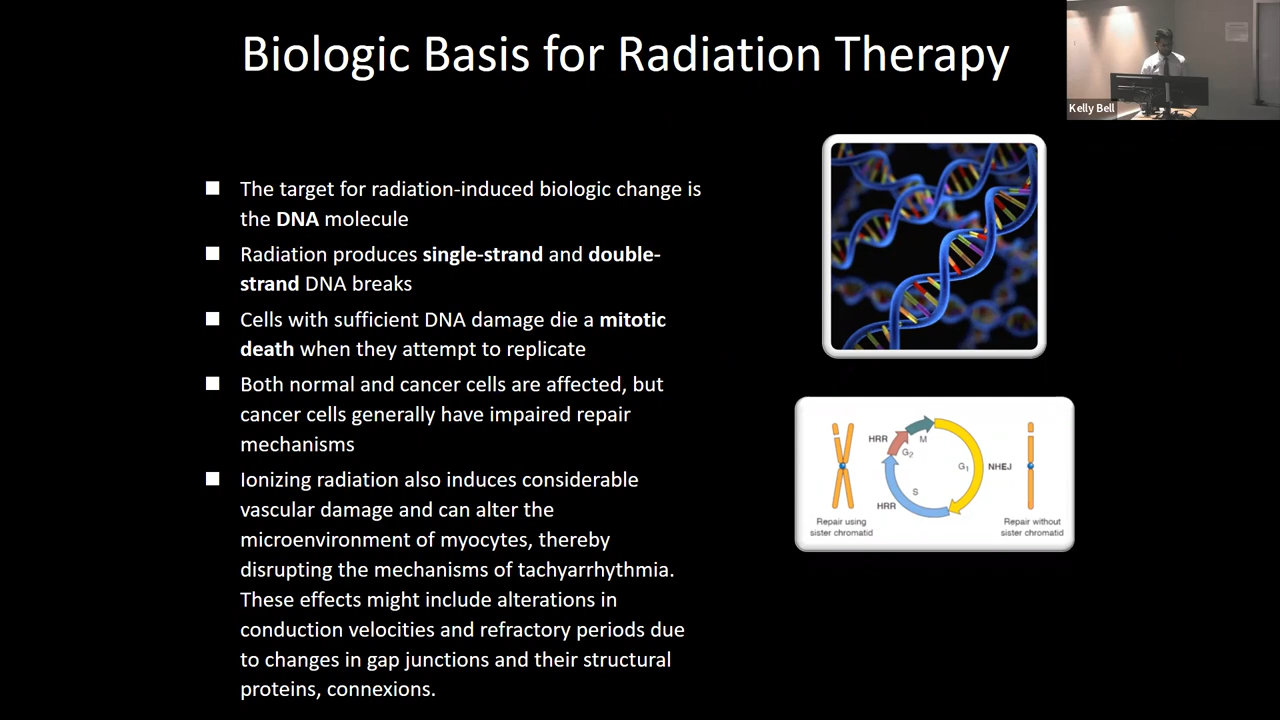 Biologic Basis for Radiation Therapy
Kelly Bell
The target for radiation-induced biologic change is
the DNA molecule
Radiation produces single-strand and double-
strand DNA breaks
Cells with sufficient DNA damage die a mitotic
death when they attempt to replicate
Both normal and cancer cells are affected, but
cancer cells generally have impaired repair
mechanisms
Ionizing radiation also induces considerable
vascular damage and can alter the
microenvironment of myocytes, thereby
disrupting the mechanisms of tachyarrhythmia.
These effects might include alterations in
conduction velocities and refractory periods due
to changes in gap junctions and their structural
proteins, connexions.
HRR
M
G2
G1
NHEJ
S
HRR
Repair using
sister chromatid
Repair without
sister chromatid